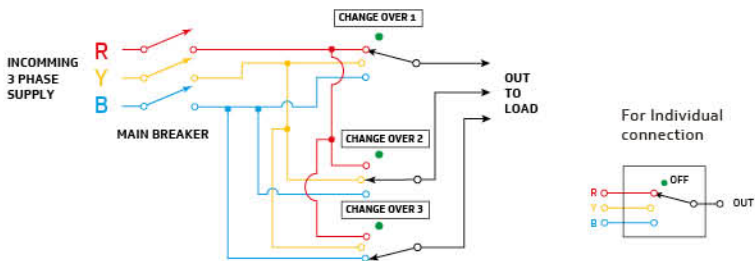 CHANGE OVER 1
INCOMMING
3 PHASE
SUPPLY
R
Y
B
MAIN BREAKER
OUT
TO
LOAD
CHANGE OVER 2
CHANGE OVER 3
For Individual
connection
OFF
R
Y
B
OUT